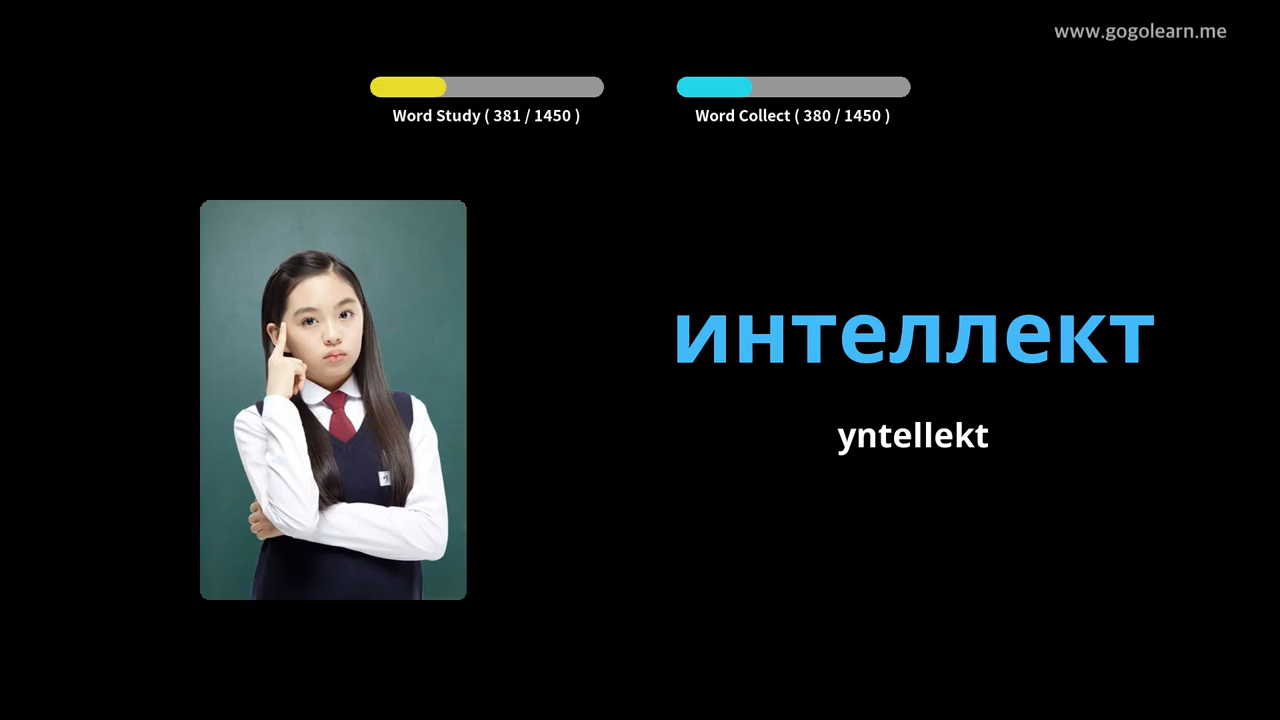 www.gogolearn.me
Word Study ( 381 / 1450 )
Word Collect ( 380 / 1450 )
интеллект
yntellekt